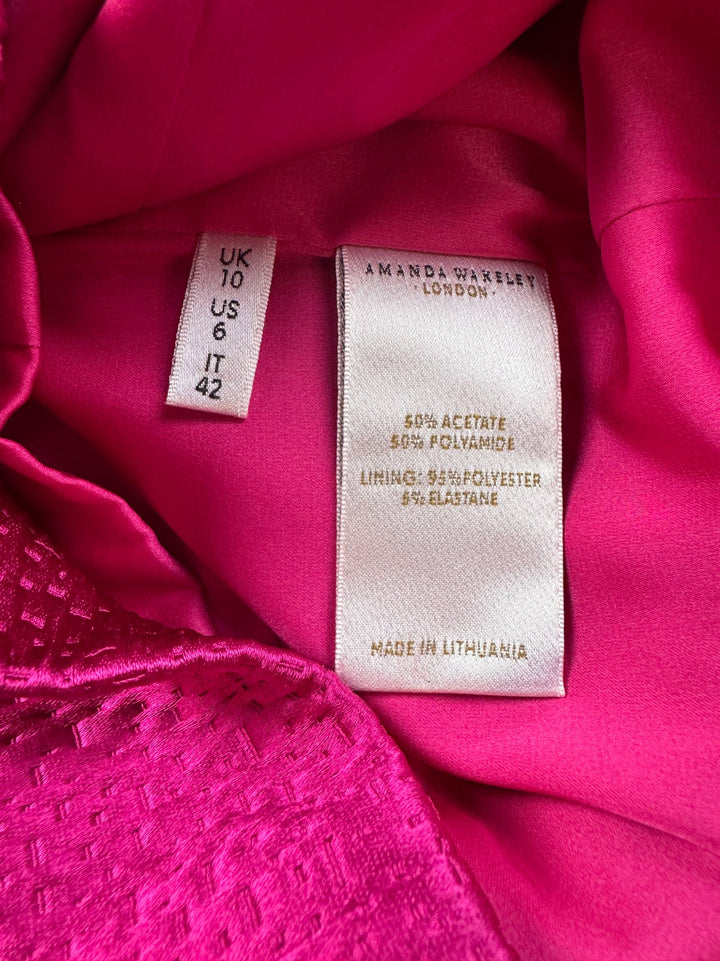 UK
10
US
6
IT
42
AMANDA WAKELEY
· LONDON ·
50% ACETATE
50% POLYAMIDE
LINING: 95%POLYESTER
5% ELASTANE
MADE IN LITHUANIA